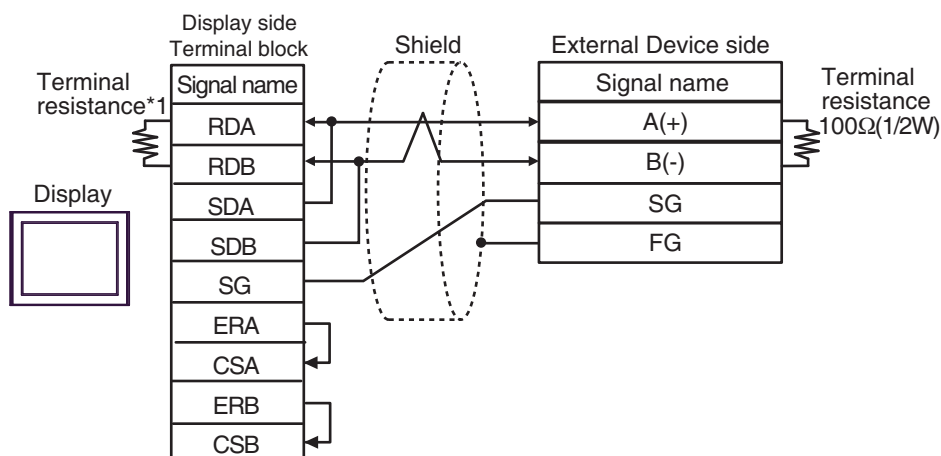 Display side
Terminal block
Shield
External Device side
Terminal
resistance*1
Signal name
RDA
RDB
SDA
SDB
SG
ERA
CSA
ERB
CSB
Display
Signal name
A(+)
B(-)
SG
FG
Terminal
resistance
100Ω(1/2W)